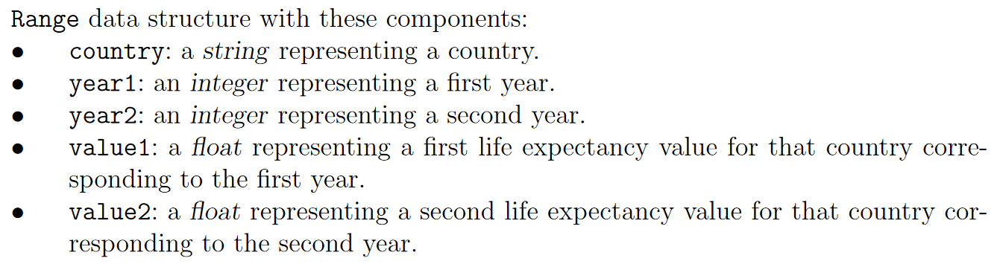 Range data structure with these components:
• country: a string representing a country.
• year1: an integer representing a first year.
• year2: an integer representing a second year.
• value1: a float representing a first life expectancy value for that country corre-
sponding to the first year.
• value2: a float representing a second life expectancy value for that country cor-
responding to the second year.